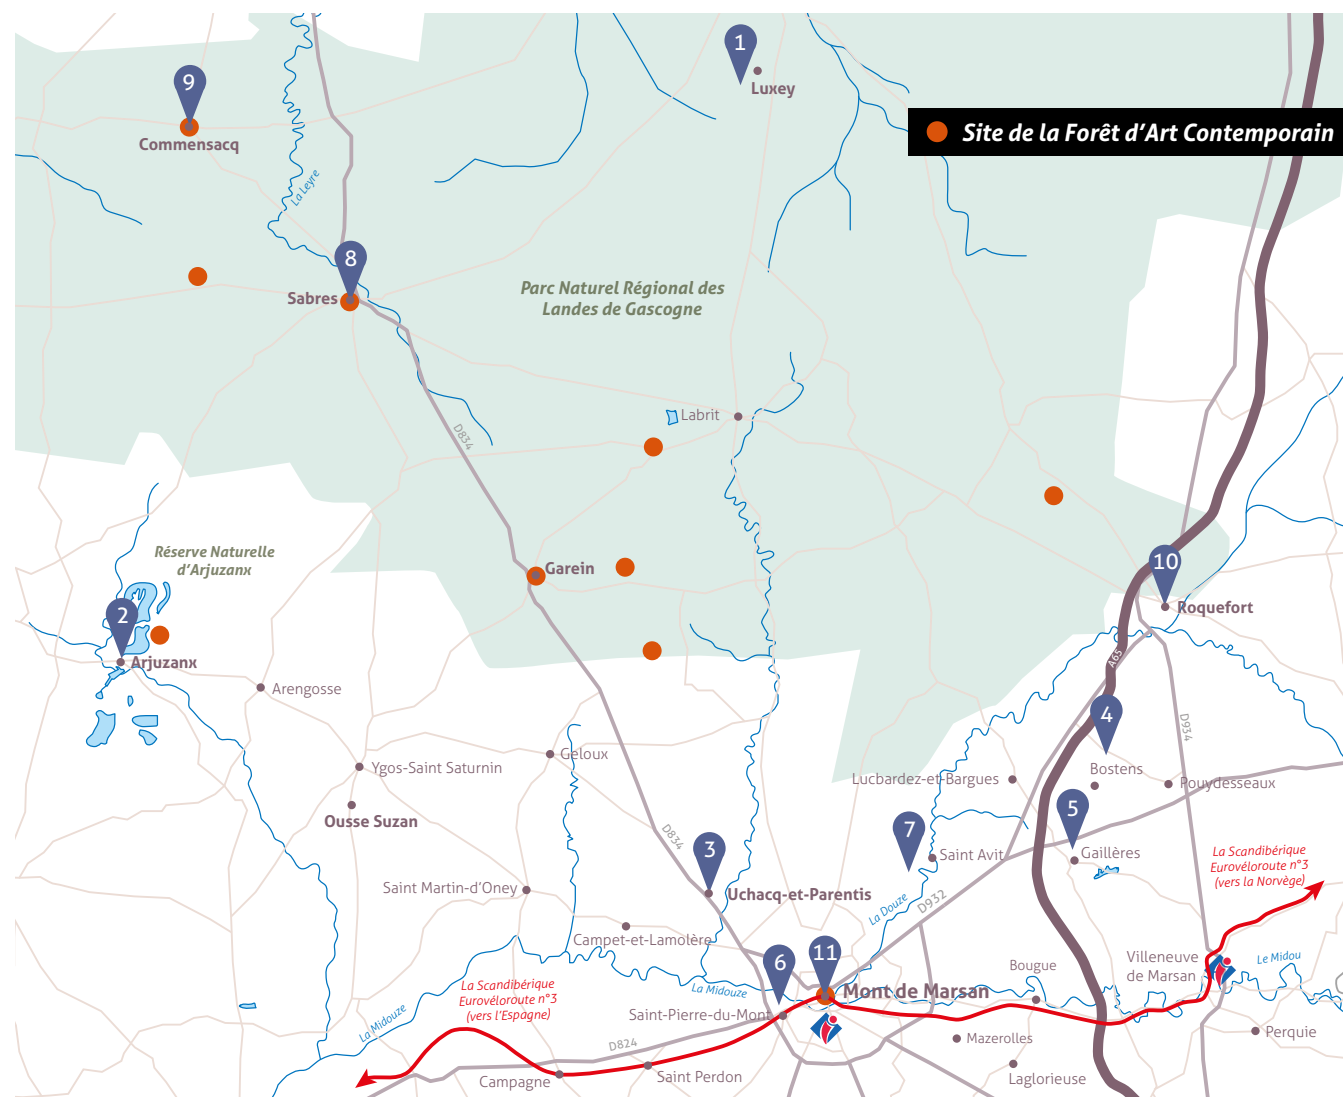 1
Luxey
9
Commensacq
Site de la Forêt d'Art Contemporain
La Leyre
8
Sabres
Parc Naturel Régional des
Landes de Gascogne
Labrit
D834
Réserve Naturelle
d'Arjuzanx
Garein
10
Roquefort
2
Arjuzanx
A65
Arengosse
4
D934
Geloux
Ygos-Saint Saturnin
Bostens
Lucbardez-et-Bargues
Pouydesseaux
Ousse Suzan
5
7
D834
3
Saint Avit
Gaillères
La Scandibérique
Eurovéloroute n°3
(vers la Norvège)
Saint Martin-d'Oney
Uchacq-et-Parentis
La Douze
D932
Campet-et-Lamolère
6
11
Villeneuve
de Marsan
Le Midou
Bougue
La Scandibérique
Eurovéloroute n°3
(vers l'Espagne)
La Midouze
Mont de Marsan
La Midouze
Saint-Pierre-du-Mont
D824
Mazerolles
Perquie
Campagne
Saint Perdon
Laglorieuse